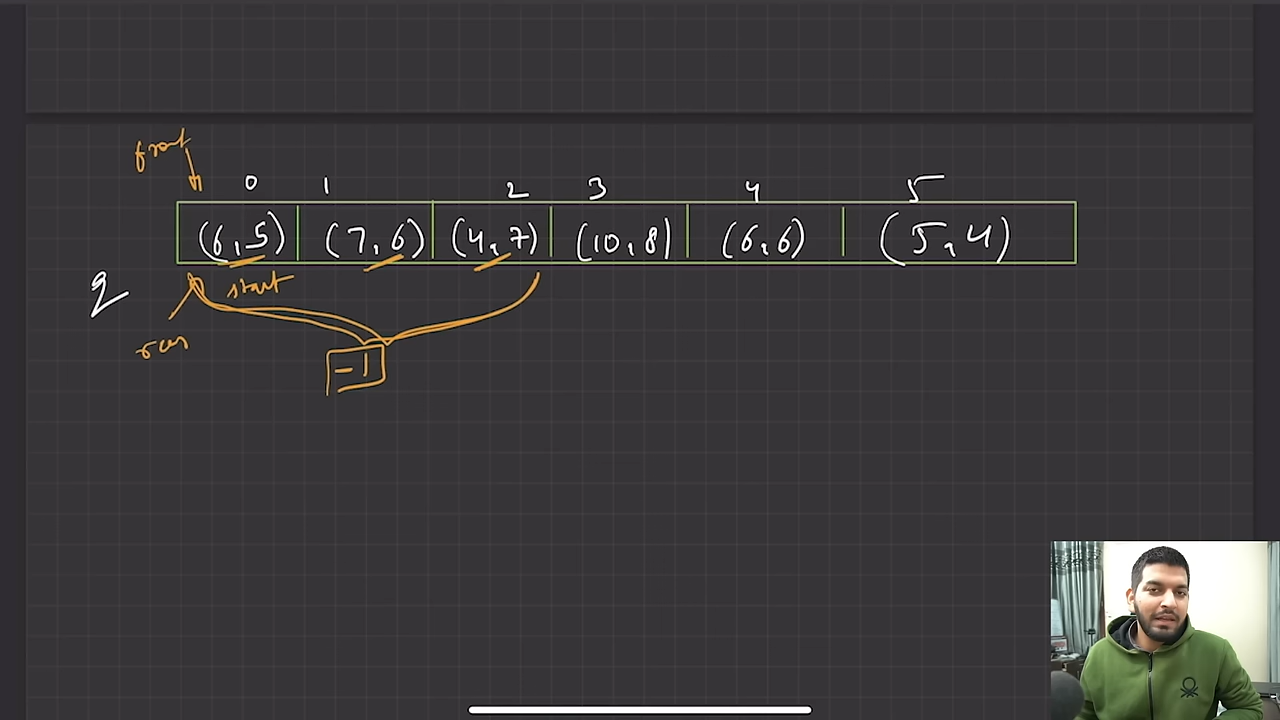 front
0 1 2 3 4 5
(6,5) (7,6) (4,7) (10,8) (6,6) (5,4)
q
start
rear
-1